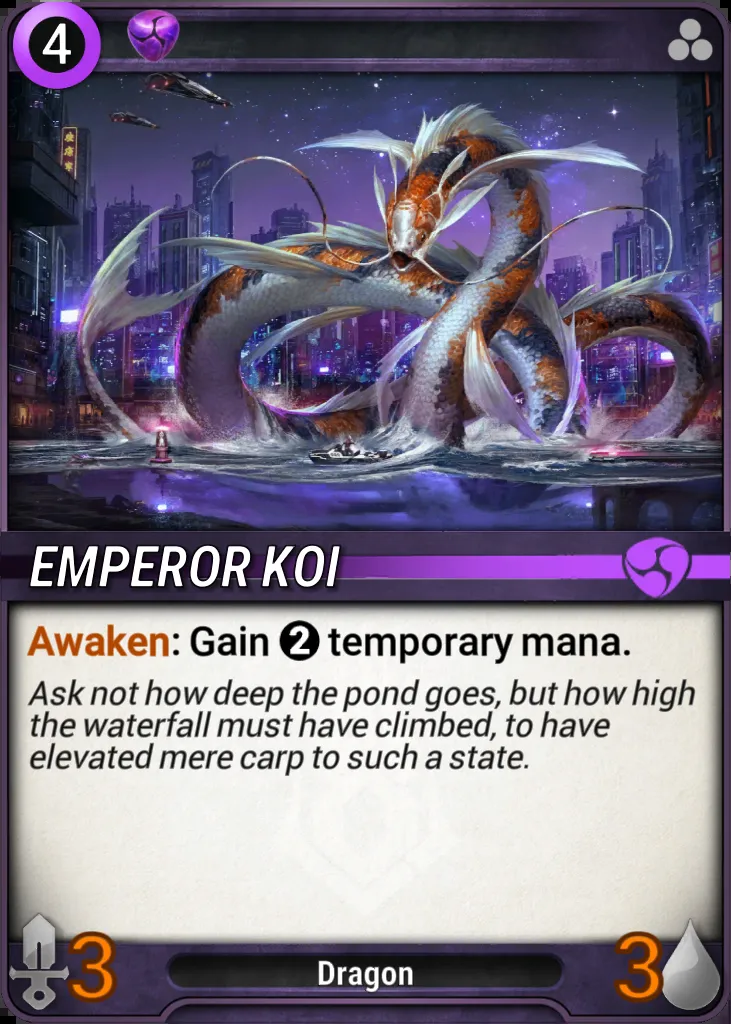 4
EMPEROR KOI
Awaken: Gain 2 temporary mana.
Ask not how deep the pond goes, but how high
the waterfall must have climbed, to have
elevated mere carp to such a state.
3
Dragon
3